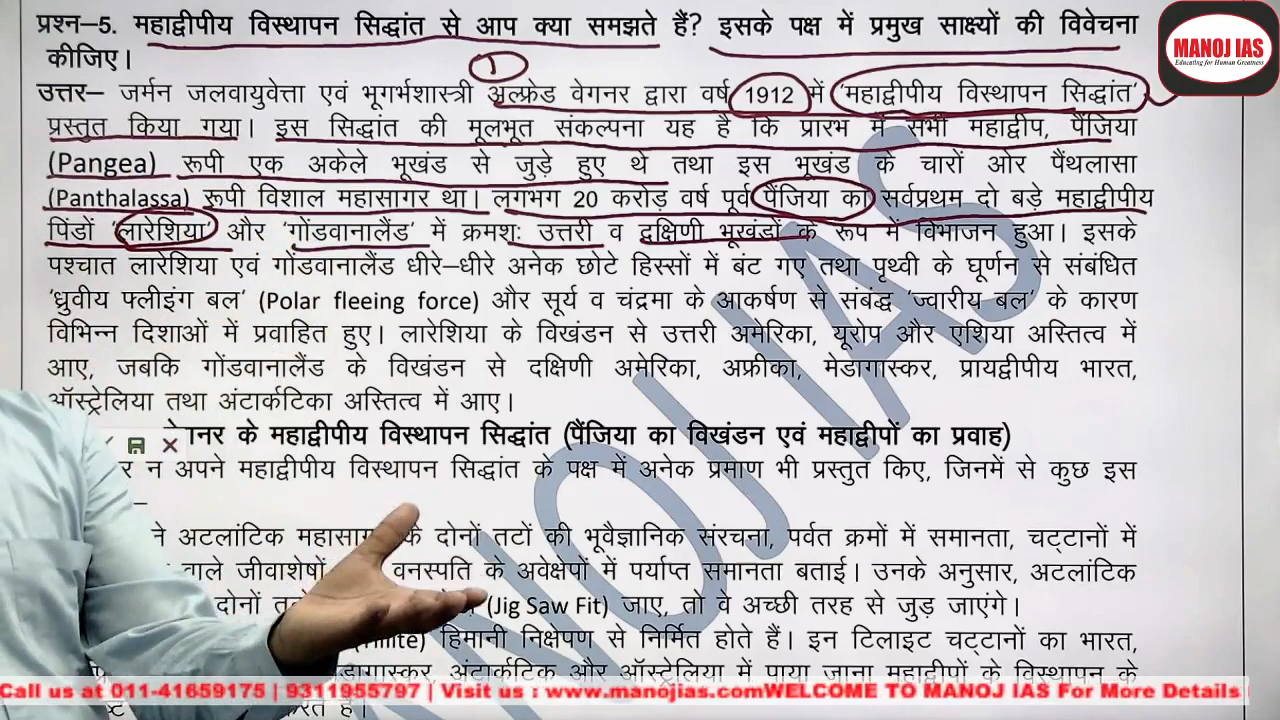 प्रश्न–5. महाद्वीपीय विस्थापन सिद्धांत से आप क्या समझते हैं? इसके पक्ष में प्रमुख साक्ष्यों की विवेचना
कीजिए।
MANOJ IAS
Educating for Human Greatness
1
उत्तर– जर्मन जलवायुवेत्ता एवं भूगर्भशास्त्री अल्फ्रेड वेगनर द्वारा वर्ष 1912 में 'महाद्वीपीय विस्थापन सिद्धांत'
प्रस्तुत किया गया। इस सिद्धांत की मूलभूत संकल्पना यह है कि प्रारंभ में सभी महाद्वीप, पैंजिया
(Pangea) रूपी एक अकेले भूखंड से जुड़े हुए थे तथा इस भूखंड के चारों ओर पैंथलासा
(Panthalassa) रूपी विशाल महासागर था। लगभग 20 करोड़ वर्ष पूर्व पैंजिया का सर्वप्रथम दो बड़े महाद्वीपीय
पिंडों 'लारेशिया' और 'गोंडवानालैंड' में क्रमशः उत्तरी व दक्षिणी भूखंडों के रूप में विभाजन हुआ। इसके
पश्चात लारेशिया एवं गोंडवानालैंड धीरे–धीरे अनेक छोटे हिस्सों में बंट गए तथा पृथ्वी के घूर्णन से संबंधित
'ध्रुवीय फ्लीइंग बल' (Polar fleeing force) और सूर्य व चंद्रमा के आकर्षण से संबंद्ध 'ज्वारीय बल' के कारण
विभिन्न दिशाओं में प्रवाहित हुए। लारेशिया के विखंडन से उत्तरी अमेरिका, यूरोप और एशिया अस्तित्व में
आए, जबकि गोंडवानालैंड के विखंडन से दक्षिणी अमेरिका, अफ्रीका, मेडागास्कर, प्रायद्वीपीय भारत,
ऑस्ट्रेलिया तथा अंटार्कटिका अस्तित्व में आए।
के महाद्वीपीय विस्थापन सिद्धांत (पैंजिया का विखंडन एवं महाद्वीपों का प्रवाह)
अपने महाद्वीपीय विस्थापन सिद्धांत के पक्ष में अनेक प्रमाण भी प्रस्तुत किए, जिनमें से कुछ इस
–
ने अटलांटिक महासागर के दोनों तटों की भूवैज्ञानिक संरचना, पर्वत क्रमों में समानता, चट्टानों में
वाले जीवाशेषों वनस्पति के अवेक्षेपों में पर्याप्त समानता बताई। उनके अनुसार, अटलांटिक
दोनों (Jig Saw Fit) जाए, तो वे अच्छी तरह से जुड़ जाएंगे।
हिमानी निक्षेपण से निर्मित होते हैं। इन टिलाइट चट्टानों का भारत,
अंटार्कटिक और ऑस्ट्रेलिया में पाया जाना महाद्वीपों के विस्थापन के
Call us at 011-41659175 | 9311955797 | Visit us : www.manojias.comWELCOME TO MANOJ IAS For More Details
हैं।
MANOJ IAS